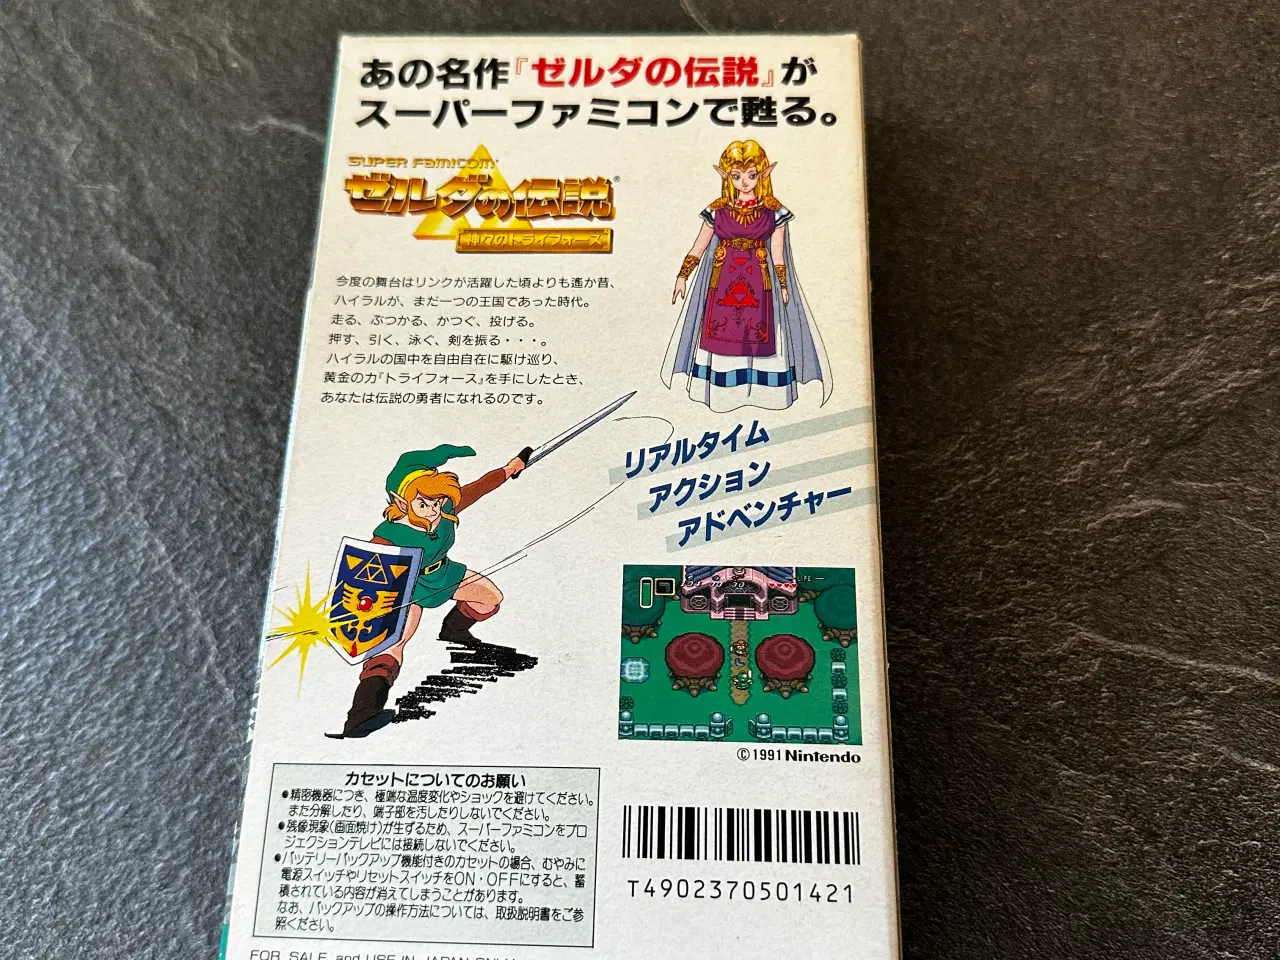 あの名作『ゼルダの伝説』が
スーパーファミコンで甦る。
SUPER FAMICOM
ゼルダの伝説®
神々のトライフォース
今度の舞台はリンクが活躍した頃よりも遙か昔、
ハイラルが、まだ一つの王国であった時代。
走る、ぶつかる、かつぐ、投げる。
押す、引く、泳ぐ、剣を振る・・・。
ハイラルの国中を自由自在に駆け巡り、
黄金の力『トライフォース』を手にしたとき、
あなたは伝説の勇者になれるのです。
リアルタイム
アクション
アドベンチャー
LIFE
©1991 Nintendo
カセットについてのお願い
●精密機器につき、極端な温度変化やショックを避けてください。
また分解したり、端子部を汚したりしないでください。
●残像現象(画面焼け)が生ずるため、スーパーファミコンをプロ
ジェクションテレビには接続しないでください。
●バッテリーバックアップ機能付きのカセットの場合、むやみに
電源スイッチやリセットスイッチをON・OFFにすると、蓄
積されている内容が消えてしまうことがあります。
なお、バックアップの操作方法については、取扱説明書をご参
照ください。
T4902370501421
FOR SALE and USE IN JAPAN ONLY